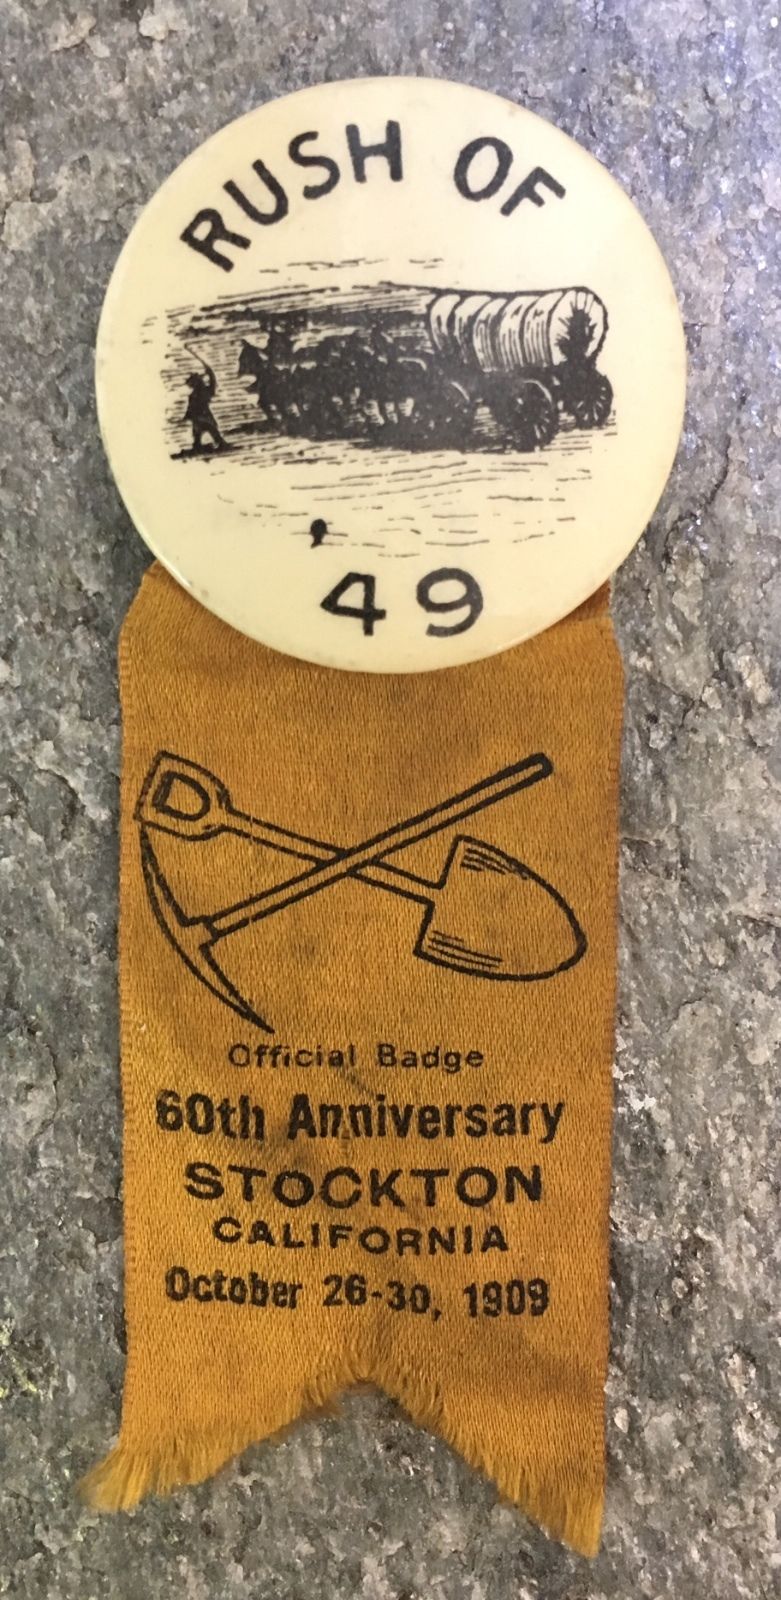 RUSH OF
49
Official Badge
60th Anniversary
STOCKTON
CALIFORNIA
October 26-30, 1909